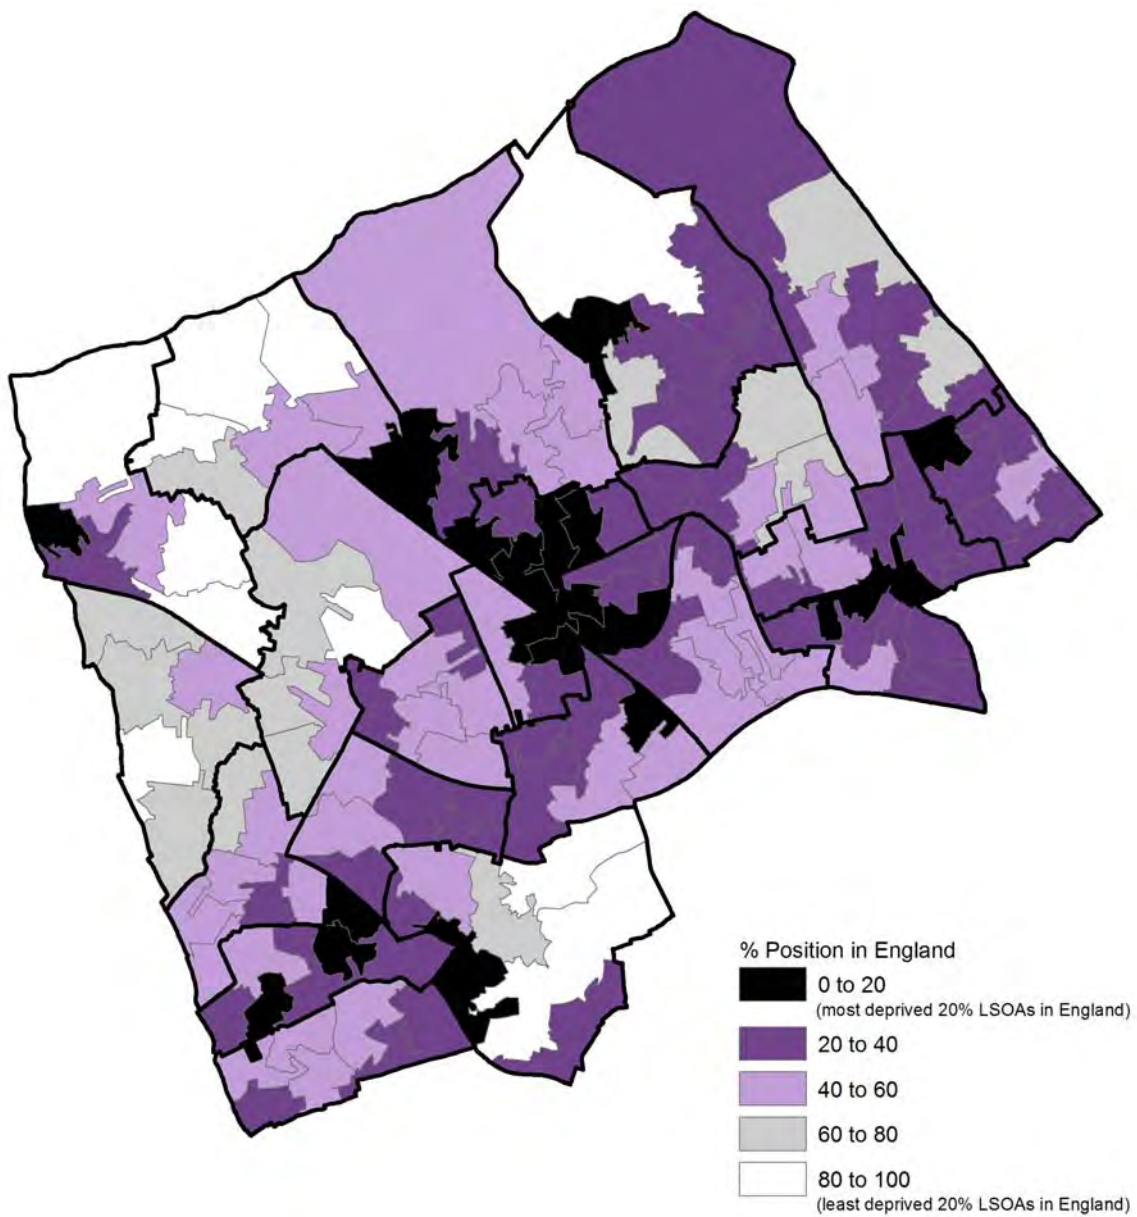 % Position in England
0 to 20
(most deprived 20% LSOAs in England)
20 to 40
40 to 60
60 to 80
80 to 100
(least deprived 20% LSOAs in England)